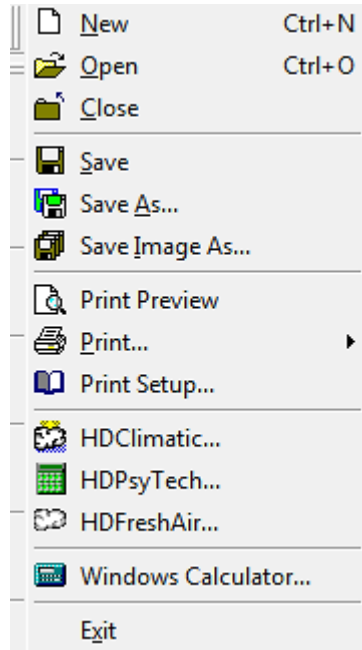 New Ctrl+N
Open Ctrl+O
Close
Save
Save As...
Save Image As...
Print Preview
Print...
Print Setup...
HDClimatic...
HDPsyTech...
HDFreshAir...
Windows Calculator...
Exit